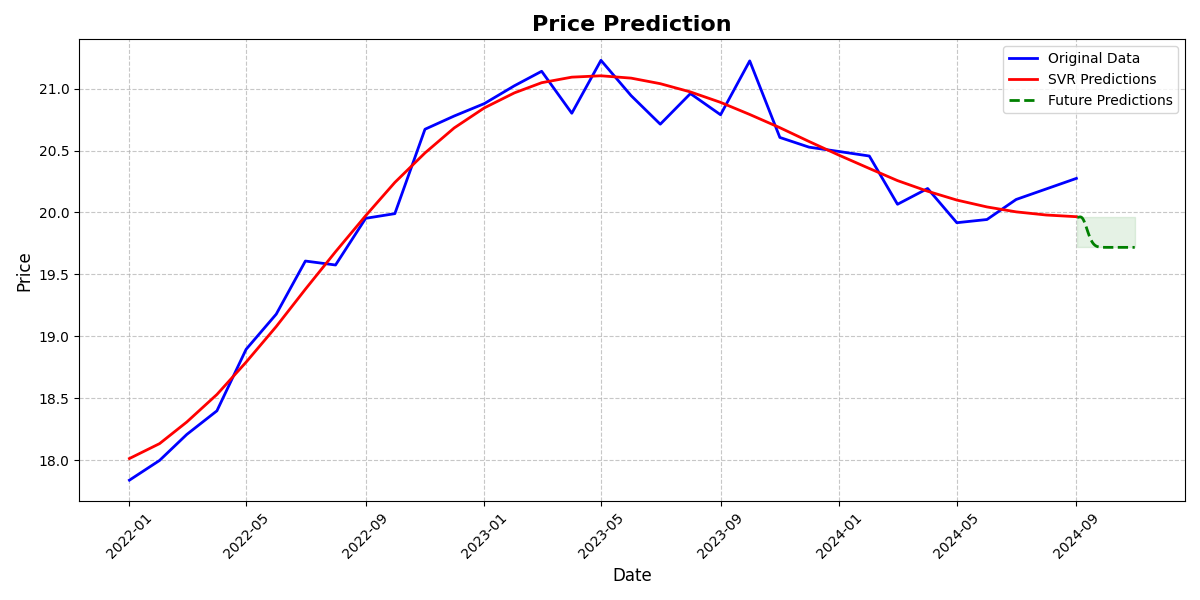 Price Prediction
Original Data
SVR Predictions
Future Predictions
Price
21.0
20.5
20.0
19.5
19.0
18.5
18.0
2022-01
2022-05
2022-09
2023-01
2023-05
2023-09
2024-01
2024-05
2024-09
Date